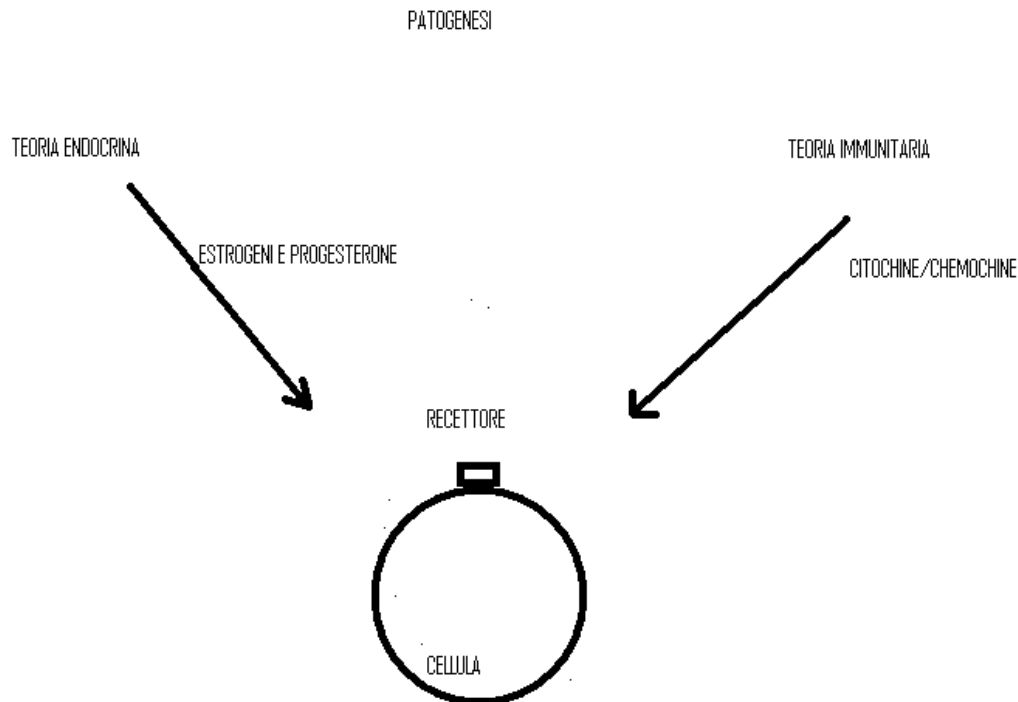 PATOGENESI
TEORIA ENDOCRINA
TEORIA IMMUNITARIA
ESTROGENI E PROGESTERONE
CITOCHINE/CHEMOCHINE
RECETTORE
CELLULA